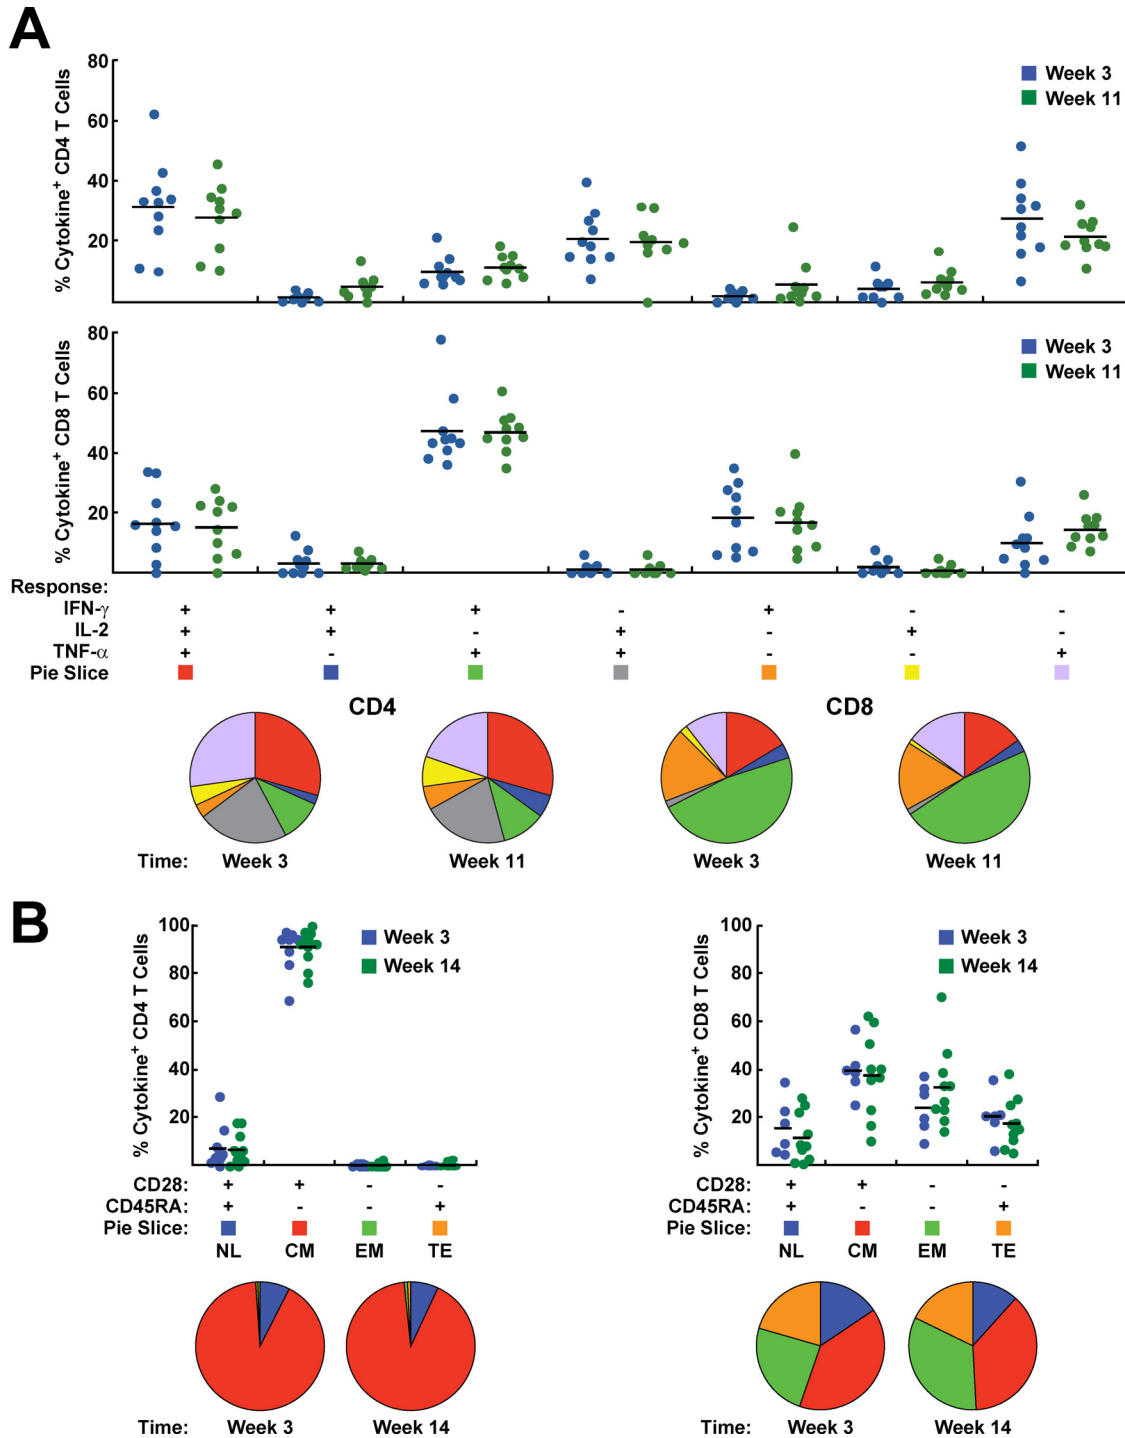 A
% Cytokine⁺ CD4 T Cells
80
60
40
20
Week 3
Week 11
% Cytokine⁺ CD8 T Cells
80
60
40
20
Week 3
Week 11
Response:
IFN-γ + + + - + - -
IL-2 + + - + - + -
TNF-α + - + + - - +
Pie Slice
CD4 CD8
Time: Week 3 Week 11 Week 3 Week 11
B
% Cytokine⁺ CD4 T Cells
100
80
60
40
20
Week 3
Week 14
CD28: + + - -
CD45RA: + - - +
Pie Slice:
NL CM EM TE
Time: Week 3 Week 14
% Cytokine⁺ CD8 T Cells
100
80
60
40
20
Week 3
Week 14
CD28: + + - -
CD45RA: + - - +
Pie Slice:
NL CM EM TE
Time: Week 3 Week 14